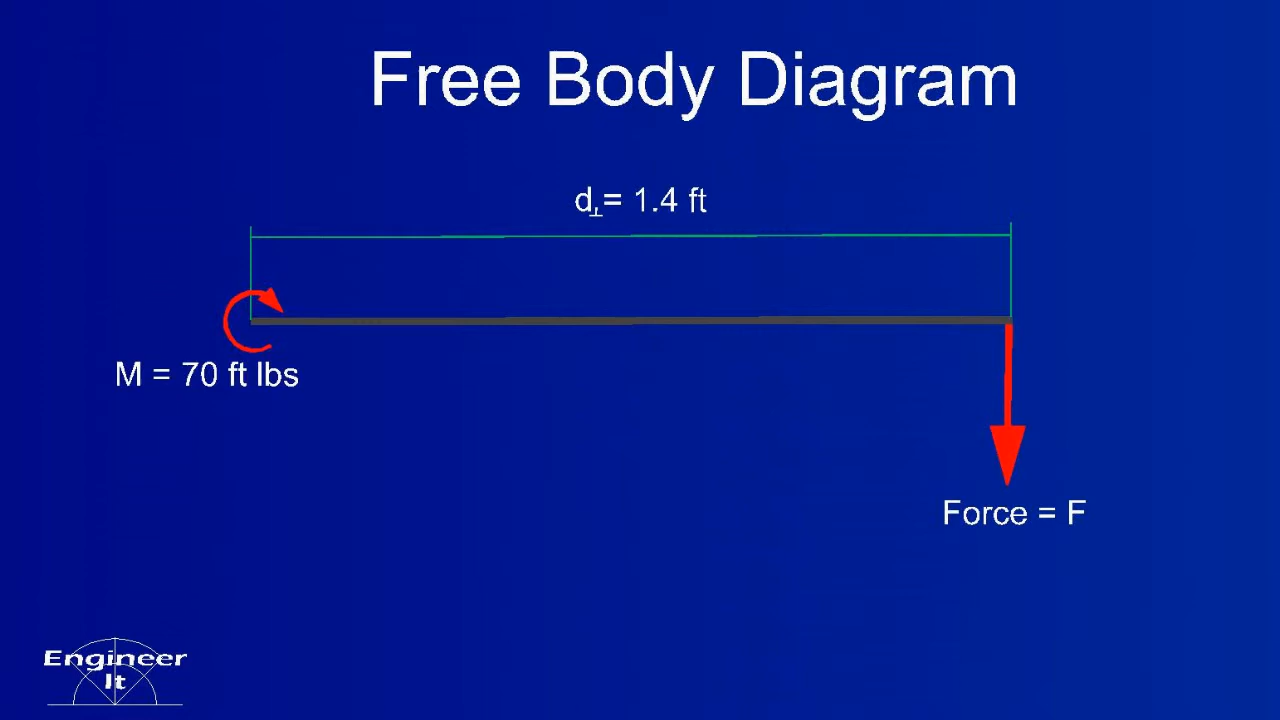 Free Body Diagram
d⊥= 1.4 ft
M = 70 ft lbs
Force = F
Engineer
It